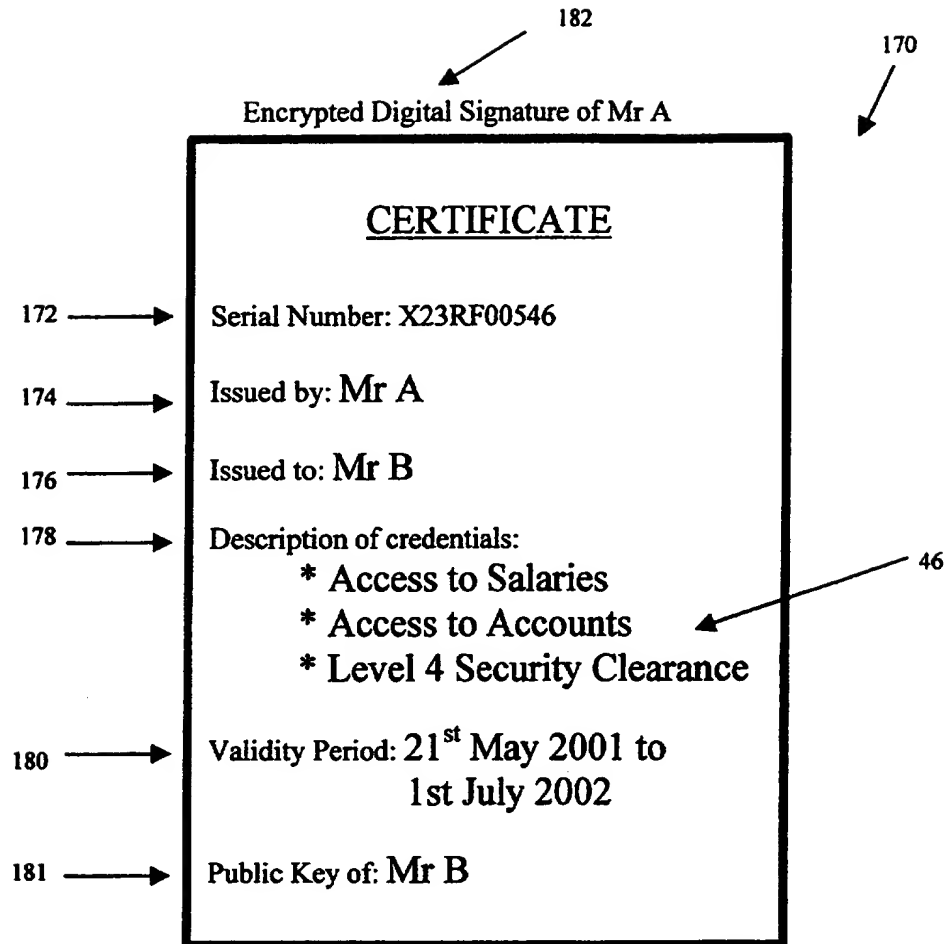 182
170
Encrypted Digital Signature of Mr A
CERTIFICATE
172 Serial Number: X23RF00546
174 Issued by: Mr A
176 Issued to: Mr B
178 Description of credentials:
* Access to Salaries
46
* Access to Accounts
* Level 4 Security Clearance
180 Validity Period: 21st May 2001 to
1st July 2002
181 Public Key of: Mr B